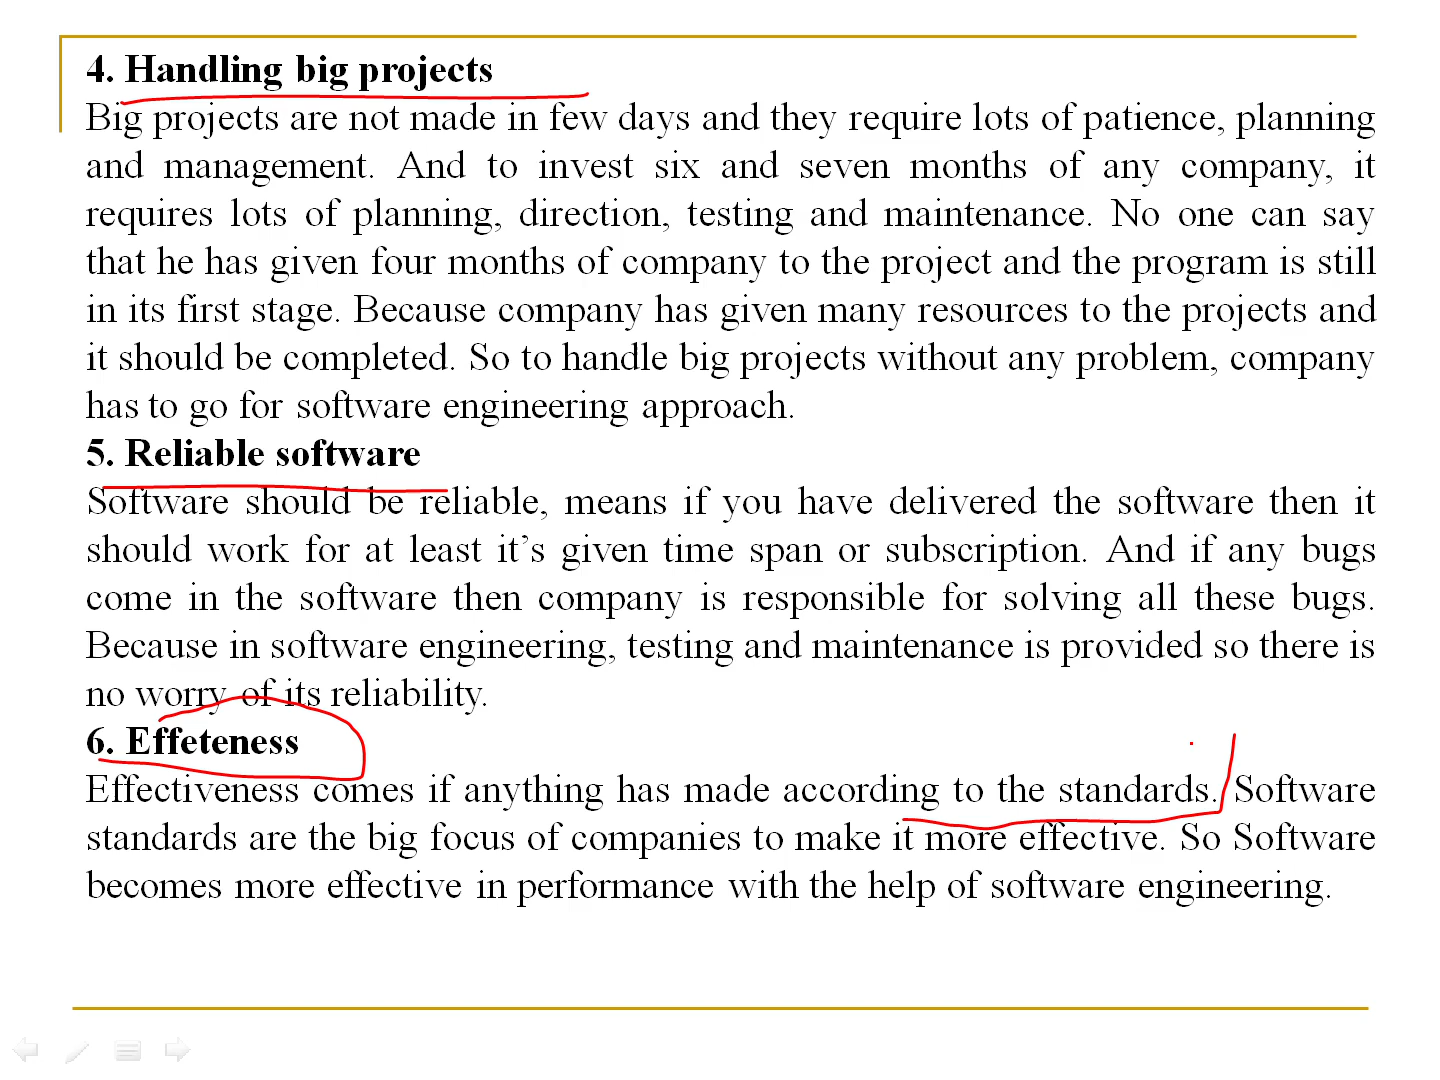 4. Handling big projects
Big projects are not made in few days and they require lots of patience, planning
and management. And to invest six and seven months of any company, it
requires lots of planning, direction, testing and maintenance. No one can say
that he has given four months of company to the project and the program is still
in its first stage. Because company has given many resources to the projects and
it should be completed. So to handle big projects without any problem, company
has to go for software engineering approach.
5. Reliable software
Software should be reliable, means if you have delivered the software then it
should work for at least it’s given time span or subscription. And if any bugs
come in the software then company is responsible for solving all these bugs.
Because in software engineering, testing and maintenance is provided so there is
no worry of its reliability.
6. Effeteness
Effectiveness comes if anything has made according to the standards. Software
standards are the big focus of companies to make it more effective. So Software
becomes more effective in performance with the help of software engineering.